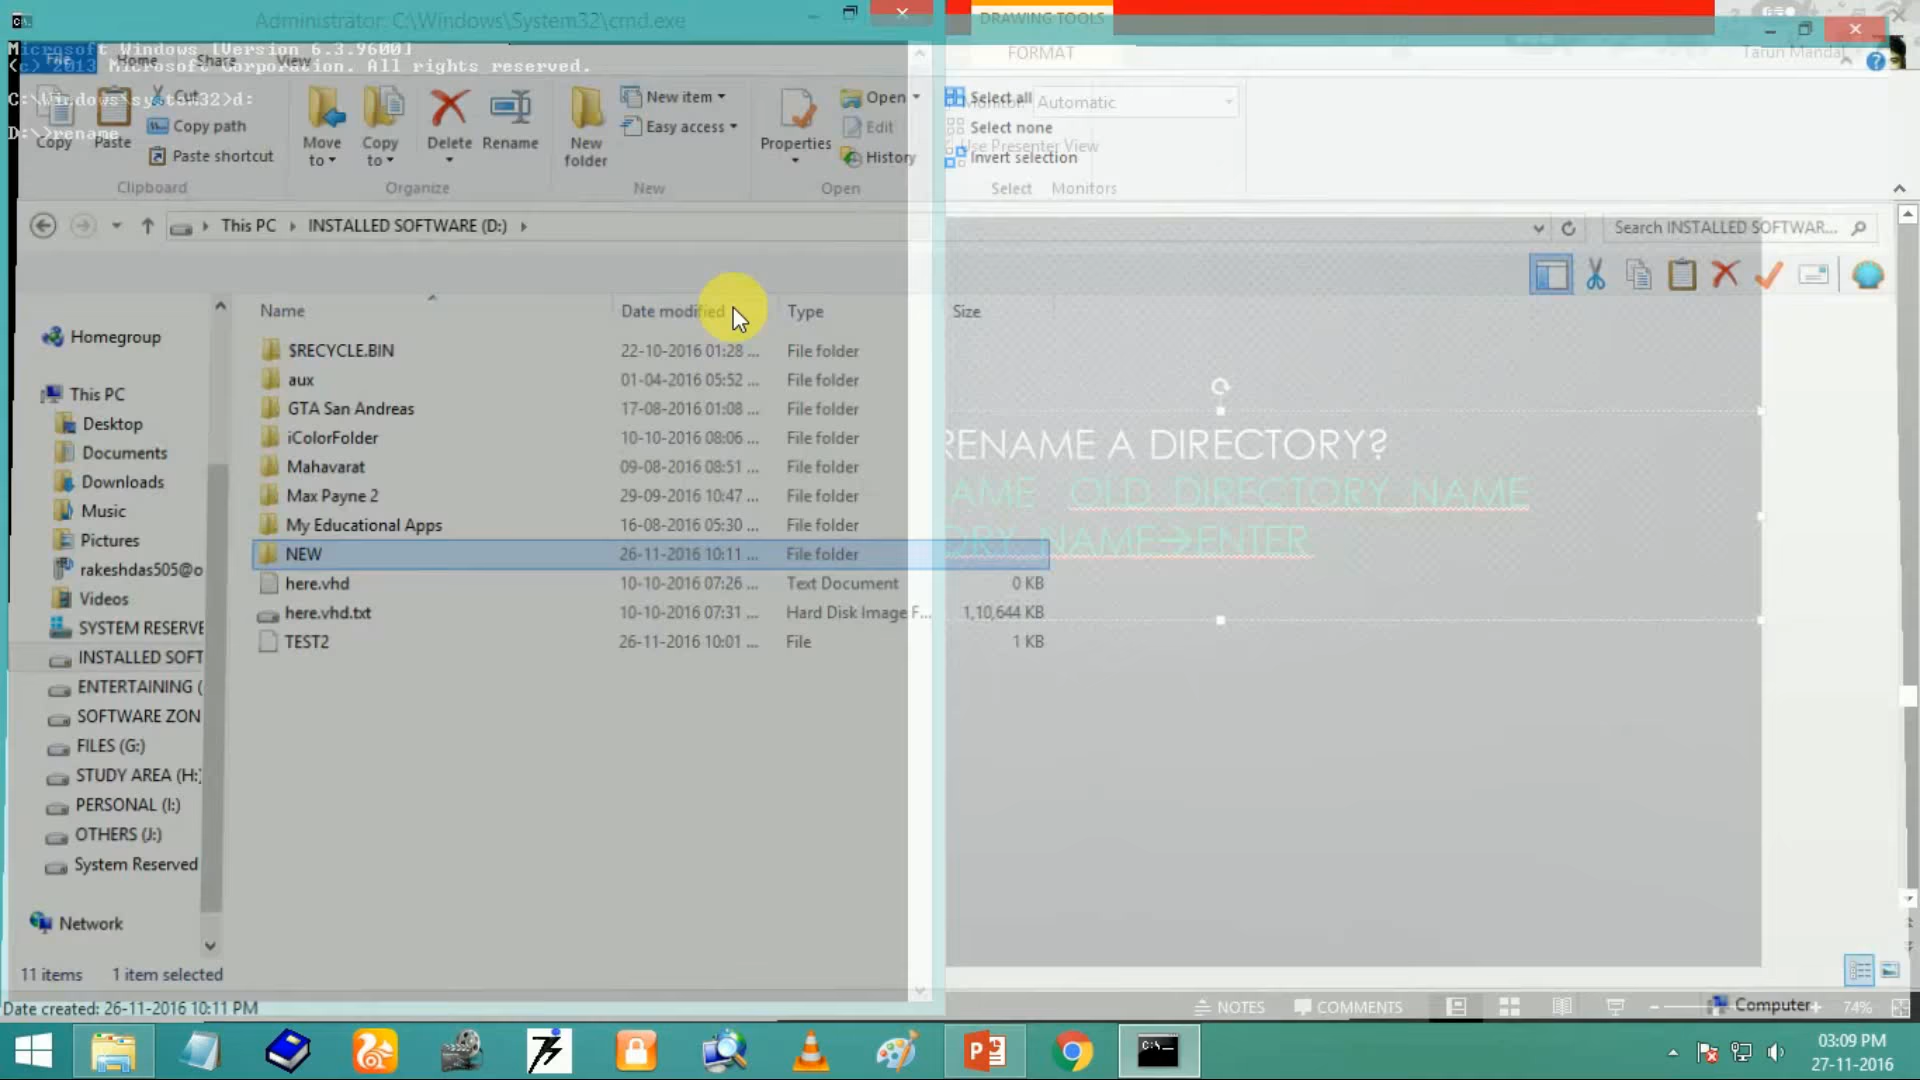 Administrator: C:\Windows\System32\cmd.exe
DRAWING TOOLS
Microsoft Windows [Version 6.3.9600]
(c) 2013 Microsoft Corporation. All rights reserved.
File Home Share View
FORMAT
Tarun Mandal
C:\Windows\system32>d:
D:\>rename
Copy
Paste
Cut
Copy path
Paste shortcut
Clipboard
Move to
Copy to
Delete
Rename
Organize
New folder
New item
Easy access
New
Properties
Open
Edit
History
Open
Select all
Select none
Invert selection
Select
Automatic
Use Presenter View
Monitors
This PC
INSTALLED SOFTWARE (D:)
Search INSTALLED SOFTWAR...
Name Date modified Type Size
$RECYCLE.BIN 22-10-2016 01:28 ... File folder
aux 01-04-2016 05:52 ... File folder
GTA San Andreas 17-08-2016 01:08 ... File folder
iColorFolder 10-10-2016 08:06 ... File folder
Mahavarat 09-08-2016 08:51 ... File folder
Max Payne 2 29-09-2016 10:47 ... File folder
My Educational Apps 16-08-2016 05:30 ... File folder
NEW 26-11-2016 10:11 ... File folder
here.vhd 10-10-2016 07:26 ... Text Document 0 KB
here.vhd.txt 10-10-2016 07:31 ... Hard Disk Image F... 1,10,644 KB
TEST2 26-11-2016 10:01 ... File 1 KB
Homegroup
This PC
Desktop
Documents
Downloads
Music
Pictures
rakeshdas505@o
Videos
SYSTEM RESERVE
INSTALLED SOFT
ENTERTAINING (
SOFTWARE ZON
FILES (G:)
STUDY AREA (H:)
PERSONAL (I:)
OTHERS (J:)
System Reserved
Network
RENAME A DIRECTORY?
AME OLD_DIRECTORY_NAME
ORY_NAME→ENTER
11 items 1 item selected
Date created: 26-11-2016 10:11 PM
NOTES COMMENTS
Computer
74%
03:09 PM
27-11-2016